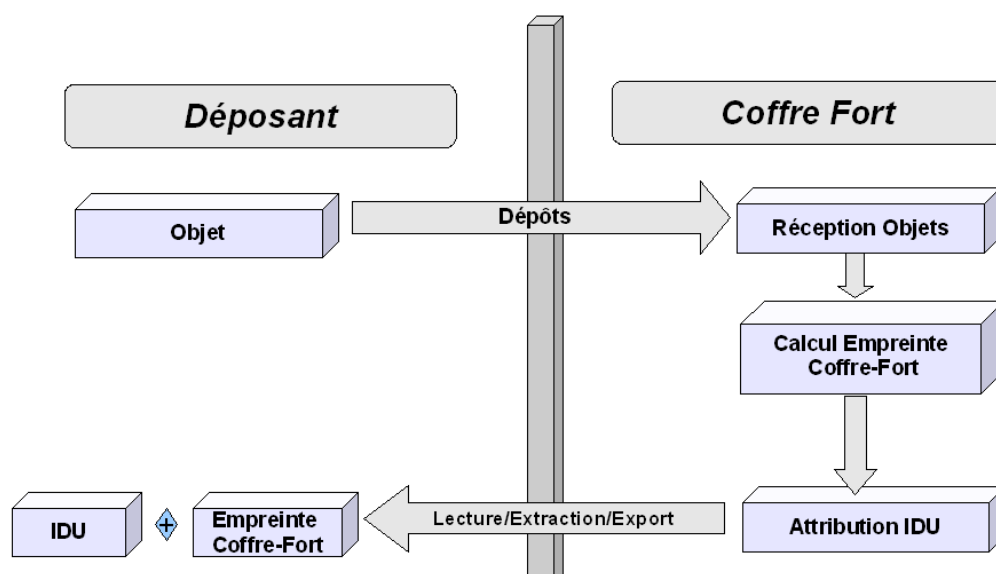 Déposant
Coffre Fort
Objet
Dépôts
Réception Objets
Calcul Empreinte
Coffre-Fort
IDU
+
Empreinte
Coffre-Fort
Lecture/Extraction/Export
Attribution IDU